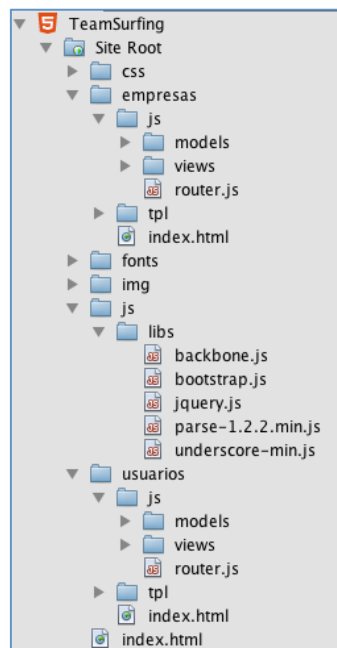 TeamSurfing
Site Root
css
empresas
js
models
views
router.js
tpl
index.html
fonts
img
js
libs
backbone.js
bootstrap.js
jquery.js
parse-1.2.2.min.js
underscore-min.js
usuarios
js
models
views
router.js
tpl
index.html
index.html